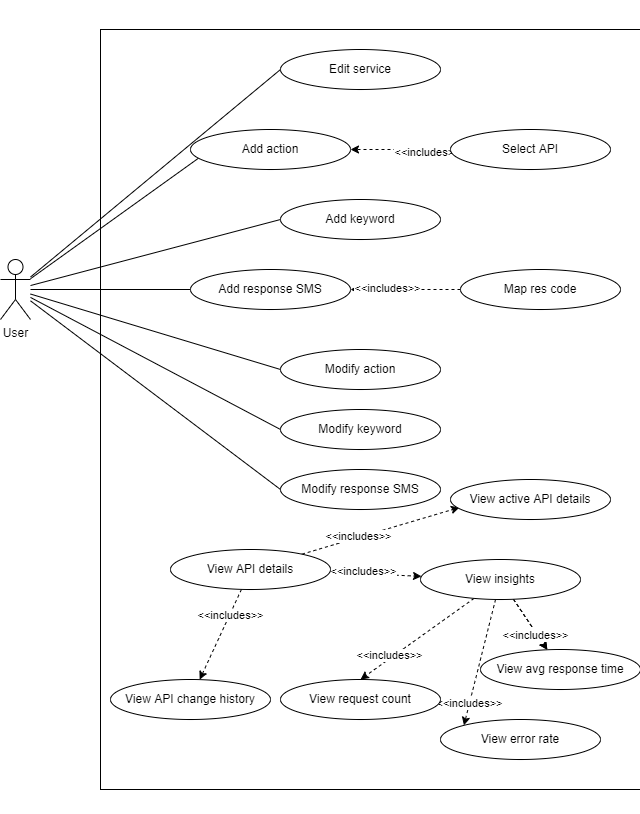 Edit service
Add action
<<includes>
Select API
Add keyword
Add response SMS
<<includes>>
Map res code
User
Modify action
Modify keyword
Modify response SMS
View active API details
<<includes>>
View API details
<<includes>>
View insights
<<includes>>
<<includes>>
<<includes>>
View avg response time
View API change history
View request count
<<includes>>
View error rate